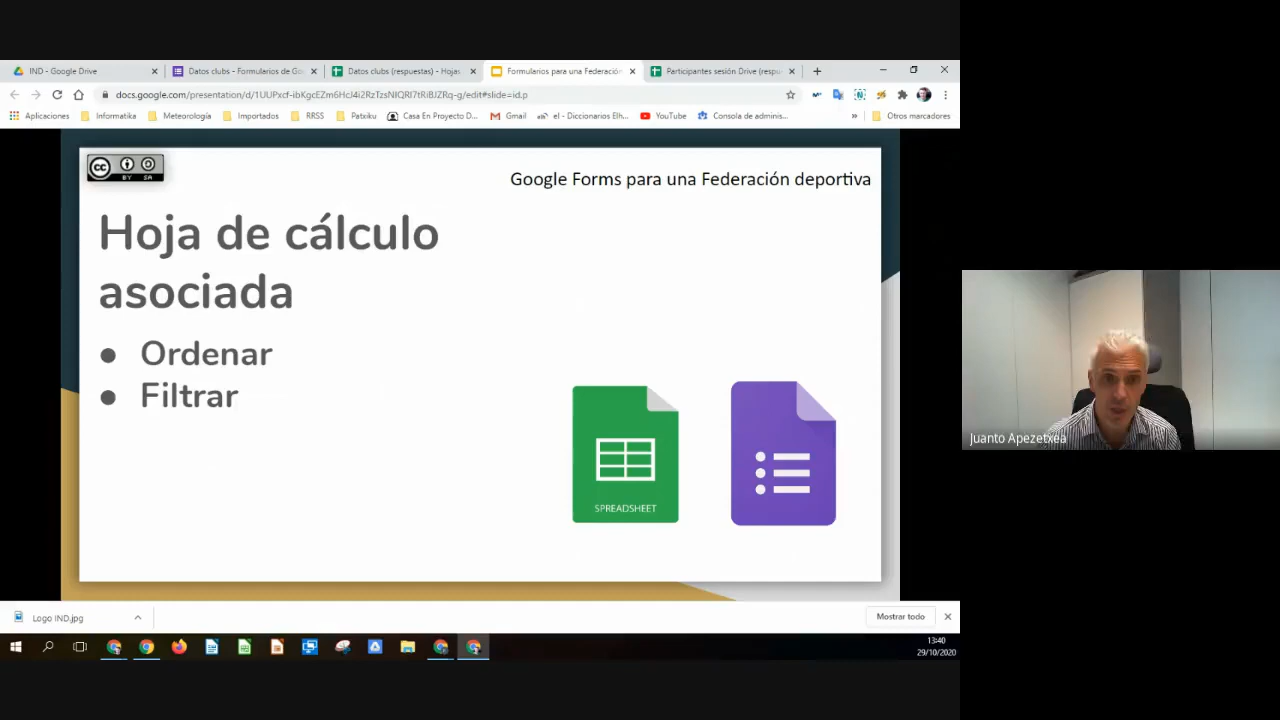 IND - Google Drive
Datos clubs - Formularios de Go
Datos clubs (respuestas) - Hojas
Formularios para una Federación
Participantes sesión Drive (respu
docs.google.com/presentation/d/1UUPxcf-ibKgcEZm6HcJ4i2RzTzsNIQRI7tRiBJZRq-g/edit#slide=id.p
Aplicaciones
Informatika
Meteorología
Importados
RRSS
Patxiku
Casa En Proyecto D...
Gmail
el - Diccionarios Elh...
YouTube
Consola de adminis...
»
Otros marcadores
cc BY SA
Google Forms para una Federación deportiva
Hoja de cálculo
asociada
● Ordenar
● Filtrar
SPREADSHEET
Juanto Apezetxea
Logo IND.jpg
Mostrar todo
13:40
29/10/2020